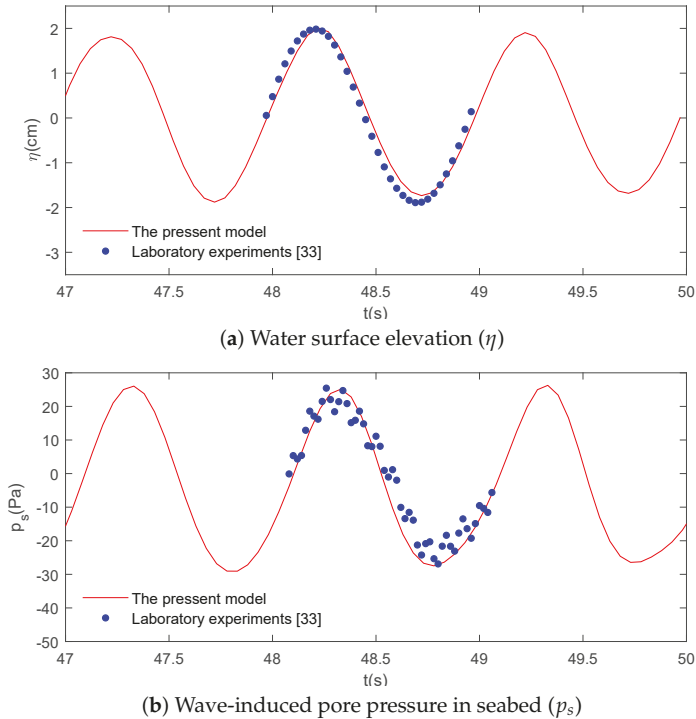 2
1
0
-1
-2
-3
η(cm)
The pressent model
Laboratory experiments [33]
47 47.5 48 48.5 49 49.5 50
t(s)
(a) Water surface elevation (η)
30
20
10
0
-10
-20
-30
-40
-50
p_s(Pa)
The pressent model
Laboratory experiments [33]
47 47.5 48 48.5 49 49.5 50
t(s)
(b) Wave-induced pore pressure in seabed (p_s)